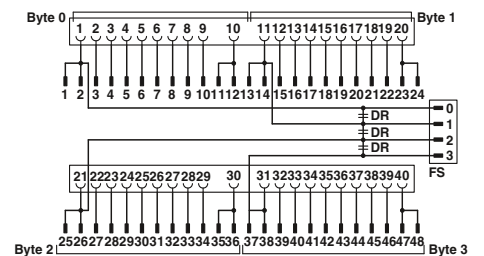 Byte 0 Byte 1
1 2 3 4 5 6 7 8 9 10 11 12 13 14 15 16 17 18 19 20
1 2 3 4 5 6 7 8 9 10 11 12 13 14 15 16 17 18 19 20 21 22 23 24
0
DR
1
DR
2
DR
3
FS
21 22 23 24 25 26 27 28 29 30 31 32 33 34 35 36 37 38 39 40
25 26 27 28 29 30 31 32 33 34 35 36 37 38 39 40 41 42 43 44 45 46 47 48
Byte 2 Byte 3